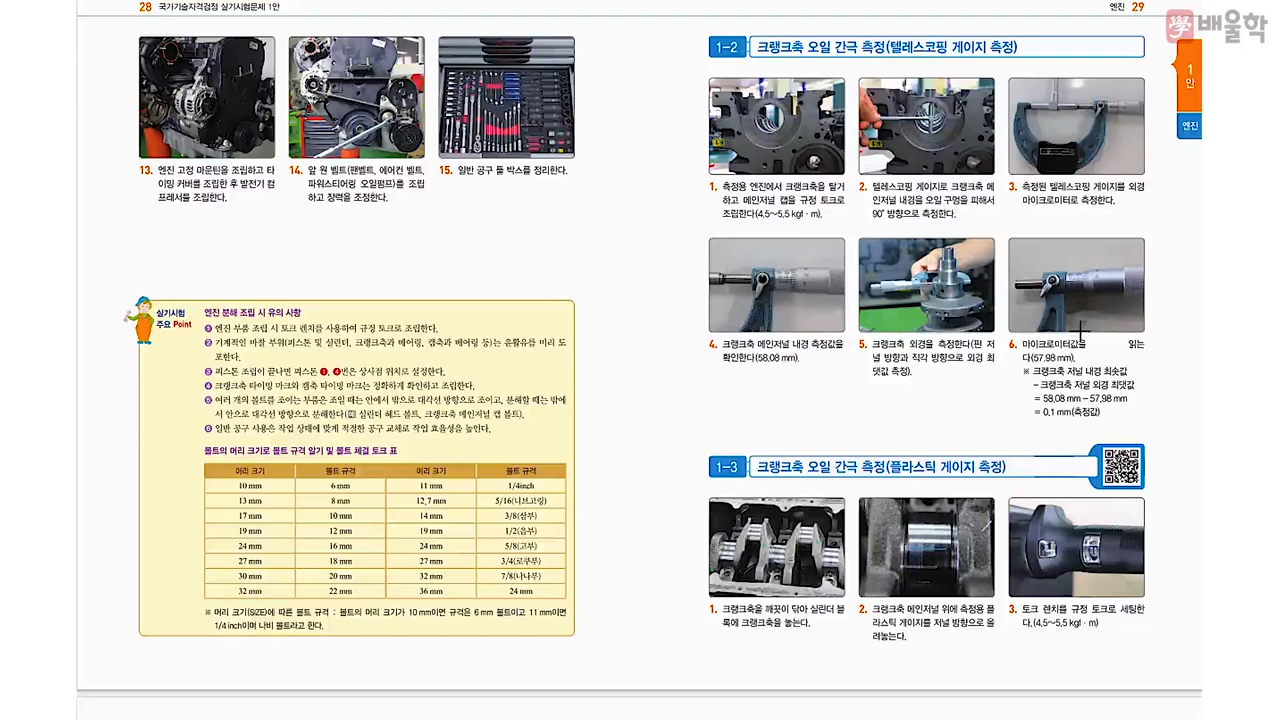 28 국가기술자격검정 실기시험문제 1안
13. 엔진 고정 마운틴을 조립하고 타
이밍 커버를 조립한 후 발전기 컴
프레서를 조립한다.
14. 앞 원 벨트(팬벨트, 에어컨 벨트,
파워스티어링 오일펌프)를 조립
하고 장력을 조정한다.
15. 일반 공구 툴 박스를 정리한다.
실기시험
주요 Point
엔진 분해 조립 시 유의 사항
❶ 엔진 부품 조립 시 토크 렌치를 사용하여 규정 토크로 조립한다.
❷ 기계적인 마찰 부위(피스톤 및 실린더, 크랭크축과 베어링, 캠축과 베어링 등)는 윤활유를 미리 도
포한다.
❸ 피스톤 조립이 끝나면 피스톤 ❶, ❹번은 상사점 위치로 설정한다.
❹ 크랭크축 타이밍 마크와 캠축 타이밍 마크는 정확하게 확인하고 조립한다.
❺ 여러 개의 볼트를 조이는 부품은 조일 때는 안에서 밖으로 대각선 방향으로 조이고, 분해할 때는 밖에
서 안으로 대각선 방향으로 분해한다(예 실린더 헤드 볼트, 크랭크축 메인저널 캡 볼트).
❻ 일반 공구 사용은 작업 상태에 맞게 적절한 공구 교체로 작업 효율성을 높인다.
볼트의 머리 크기로 볼트 규격 알기 및 볼트 체결 토크 표
머리 크기 볼트 규격 머리 크기 볼트 규격
10 mm 6 mm 11 mm 1/4inch
13 mm 8 mm 12.7 mm 5/16(니브고링)
17 mm 10 mm 14 mm 3/8(삼부)
19 mm 12 mm 19 mm 1/2(음부)
24 mm 16 mm 24 mm 5/8(고부)
27 mm 18 mm 27 mm 3/4(로쿠부)
30 mm 20 mm 32 mm 7/8(나나부)
32 mm 22 mm 36 mm 24 mm
※ 머리 크기(SIZE)에 따른 볼트 규격 : 볼트의 머리 크기가 10 mm이면 규격은 6 mm 볼트이고 11 mm이면
1/4 inch이며 나비 볼트라고 한다.
엔진 29
學 배울학
1
안
엔진
1-2 크랭크축 오일 간극 측정(텔레스코핑 게이지 측정)
1. 측정용 엔진에서 크랭크축을 탈거
하고 메인저널 캡을 규정 토크로
조립한다(4.5~5.5 kgf · m).
2. 텔레스코핑 게이지로 크랭크축 메
인저널 내경을 오일 구멍을 피해서
90° 방향으로 측정한다.
3. 측정된 텔레스코핑 게이지를 외경
마이크로미터로 측정한다.
4. 크랭크축 메인저널 내경 측정값을
확인한다(58.08 mm).
5. 크랭크축 외경을 측정한다(핀 저
널 방향과 직각 방향으로 외경 최
댓값 측정).
6. 마이크로미터값을 읽는
다(57.98 mm).
※ 크랭크축 저널 내경 최솟값
- 크랭크축 저널 외경 최댓값
= 58.08 mm - 57.98 mm
= 0.1 mm(측정값)
1-3 크랭크축 오일 간극 측정(플라스틱 게이지 측정)
1. 크랭크축을 깨끗이 닦아 실린더 블
록에 크랭크축을 놓는다.
2. 크랭크축 메인저널 위에 측정용 플
라스틱 게이지를 저널 방향으로 올
려놓는다.
3. 토크 렌치를 규정 토크로 세팅한
다.(4.5~5.5 kgf · m)